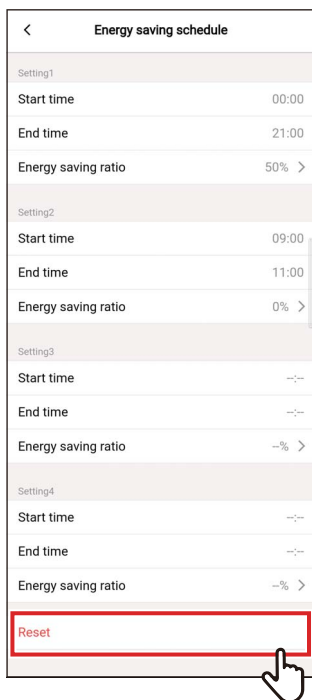 Energy saving schedule
Setting1
Start time 00:00
End time 21:00
Energy saving ratio 50% >
Setting2
Start time 09:00
End time 11:00
Energy saving ratio 0% >
Setting3
Start time --:--
End time --:--
Energy saving ratio --% >
Setting4
Start time --:--
End time --:--
Energy saving ratio --% >
Reset